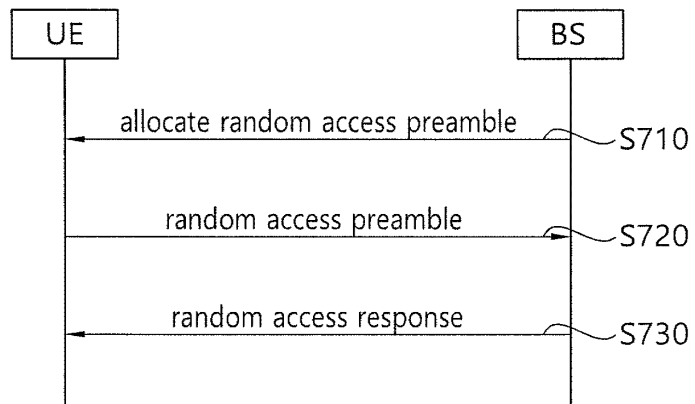 UE
BS
allocate random access preamble
S710
random access preamble
S720
random access response
S730